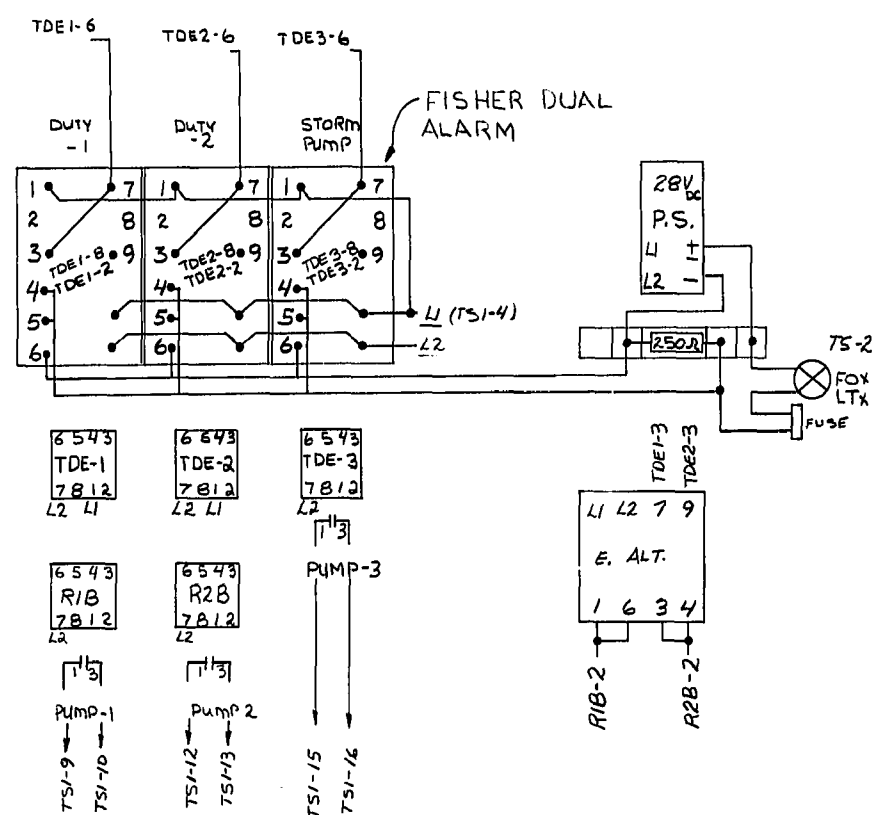 TDE1-6
TDE2-6
TDE3-6
FISHER DUAL
ALARM
DUTY
-1
DUTY
-2
STORM
PUMP
1 7 1 7 1 7
2 8 2 8 2 8
3 9 3 9 3 9
TDE1-8
TDE1-2
TDE2-8
TDE2-2
TDE3-8
TDE3-2
4 4 4
5 5 5
6 6 6
L1 (TS1-4)
L2
28V DC
P.S.
L1 +
L2 -
250Ω
TS-2
FOX
LTX
FUSE
6 5 4 3
TDE-1
7 8 1 2
L2 L1
6 5 4 3
TDE-2
7 8 1 2
L2 L1
6 5 4 3
TDE-3
7 8 1 2
L2
1 3
PUMP-3
TDE1-3
TDE2-3
L1 L2 7 9
E. ALT.
1 6 3 4
R1B-2
R2B-2
6 5 4 3
R1B
7 8 1 2
L2
1 3
PUMP-1
6 5 4 3
R2B
7 8 1 2
L2
1 3
PUMP 2
TS1-9
TS1-10
TS1-12
TS1-13
TS1-15
TS1-16